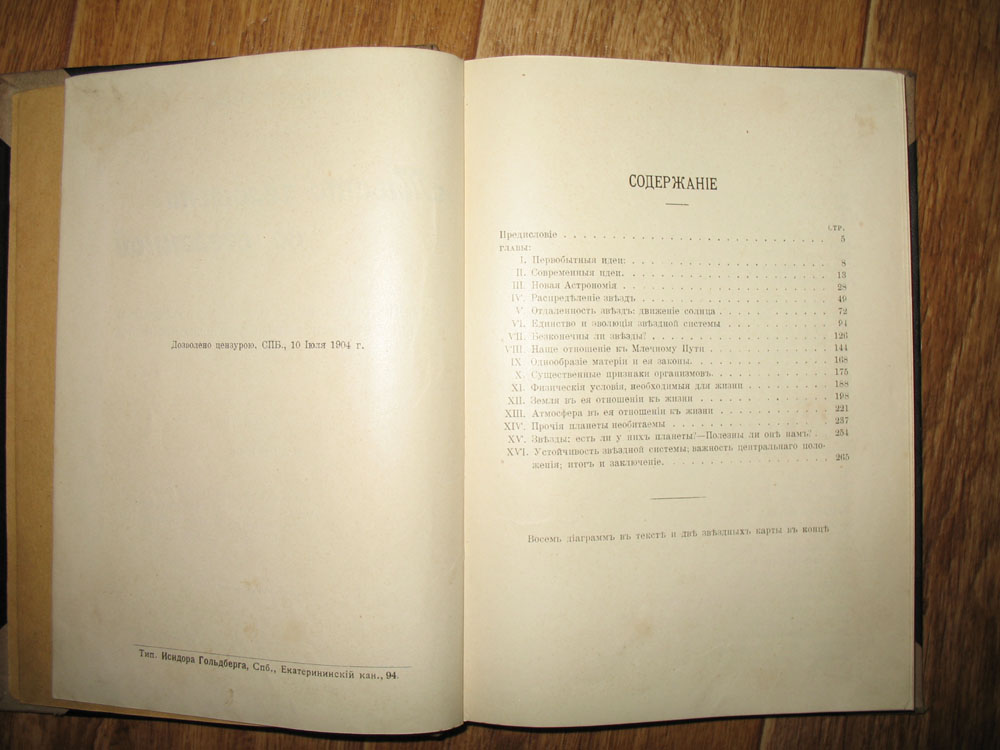 Дозволено цензурою, СПБ., 10 Іюля 1904 г.
Тип. Исидора Гольдберга, Спб., Екатерининскій кан., 94.
СОДЕРЖАНІЕ
СТР.
Предисловіе . . . . . . . . . . . . . . . . . . . . . . 5
ГЛАВЫ:
I. Первобытныя идеи: . . . . . . . . . . . . . . . . . 8
II. Современныя идеи. . . . . . . . . . . . . . . . . . 13
III. Новая Астрономія . . . . . . . . . . . . . . . . . 28
IV. Распредѣленіе звѣздъ . . . . . . . . . . . . . . . . 49
V. Отдаленность звѣздъ: движеніе солнца . . . . . . . . . 72
VI. Единство и эволюція звѣздной системы . . . . . . . . 94
VII. Безконечны ли звѣзды? . . . . . . . . . . . . . . . 126
VIII. Наше отношеніе къ Млечному Пути . . . . . . . . . 144
IX. Однообразіе матеріи и ея законы. . . . . . . . . . . 168
X. Существенные признаки организмовъ. . . . . . . . . . 175
XI. Физическія условія, необходимыя для жизни . . . . . . 188
XII. Земля въ ея отношеніи къ жизни . . . . . . . . . . 198
XIII. Атмосфера въ ея отношеніи къ жизни . . . . . . . . 221
XIV. Прочія планеты необитаемы . . . . . . . . . . . . . 237
XV. Звѣзды: есть ли у нихъ планеты?—Полезны ли онѣ намъ? . 254
XVI. Устойчивость звѣздной системы; важность центральнаго поло-
женія; итогъ и заключеніе. . . . . . . . . . . . . . 265
Восемь діаграммъ въ текстѣ и двѣ звѣздныхъ карты въ концѣ